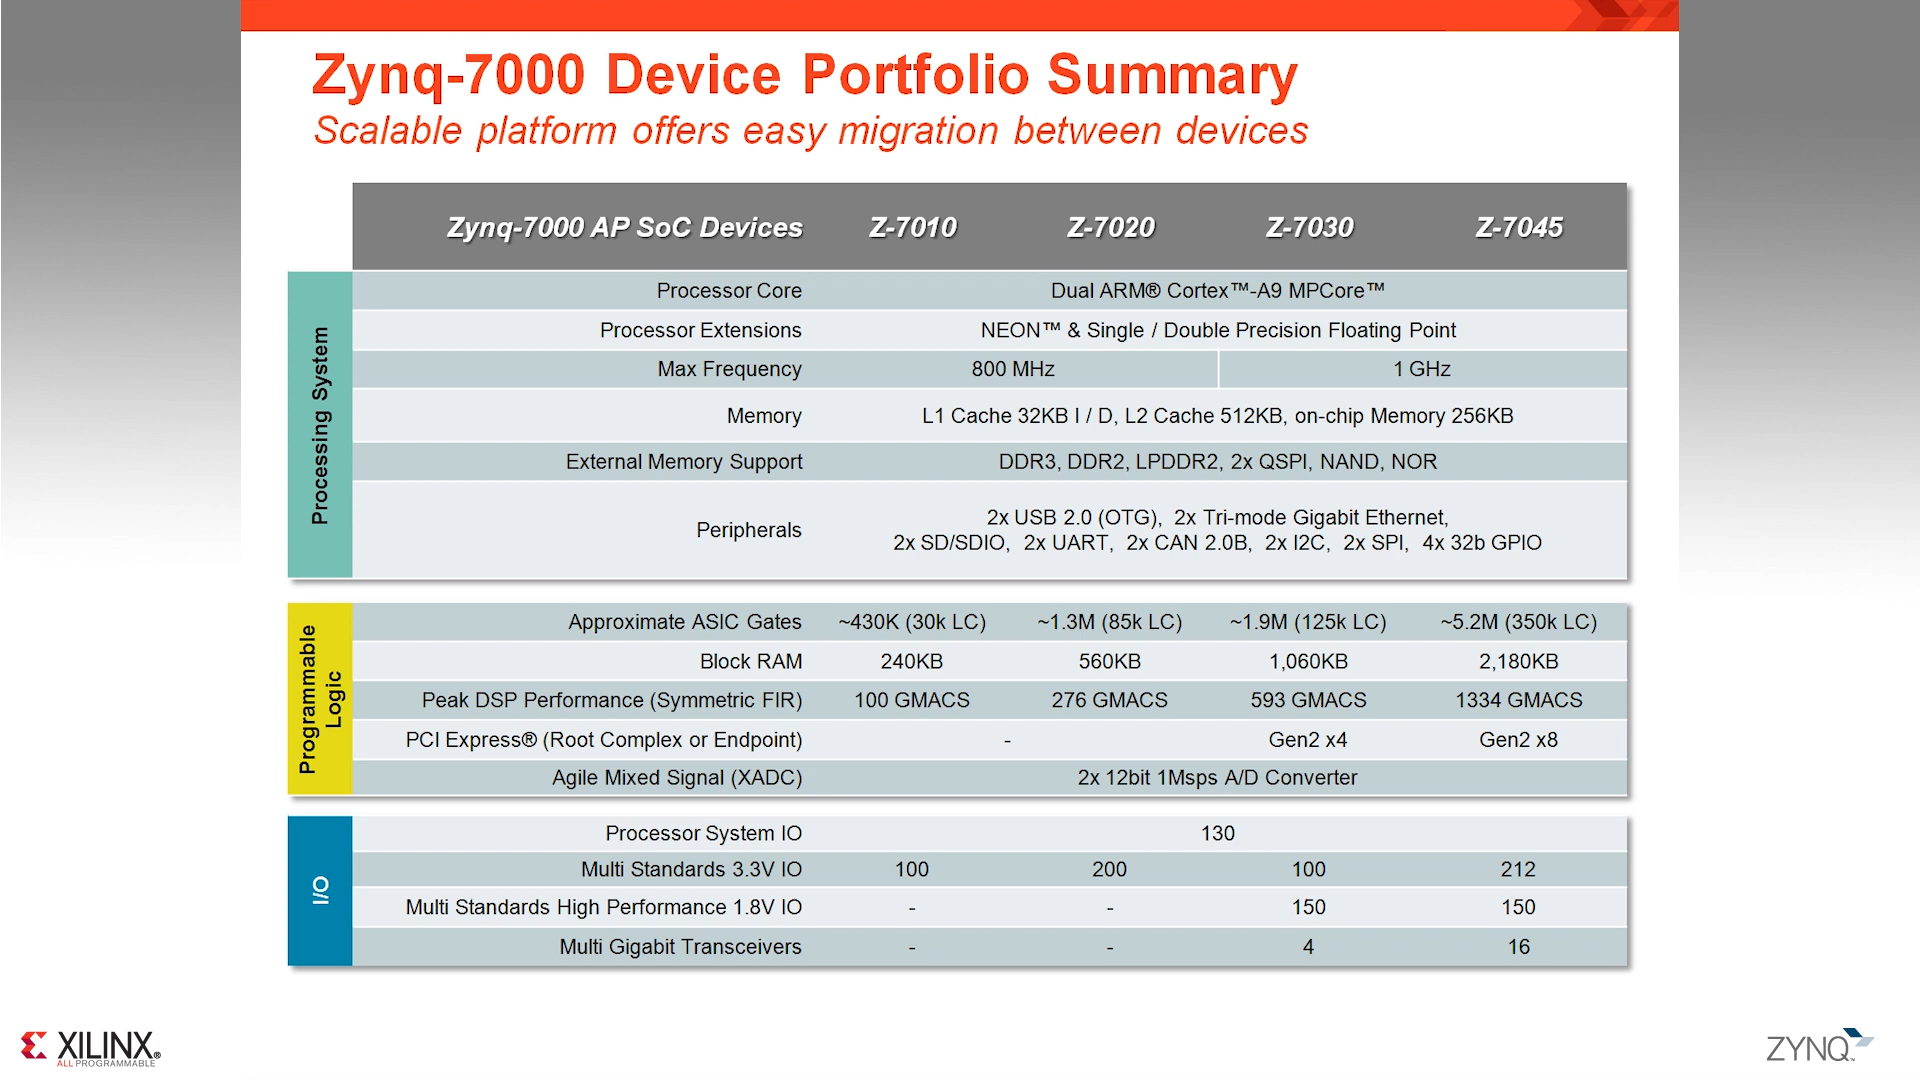 Zynq-7000 Device Portfolio Summary
Scalable platform offers easy migration between devices
Zynq-7000 AP SoC Devices Z-7010 Z-7020 Z-7030 Z-7045
Processing System
Processor Core Dual ARM® Cortex™-A9 MPCore™
Processor Extensions NEON™ & Single / Double Precision Floating Point
Max Frequency 800 MHz 1 GHz
Memory L1 Cache 32KB I / D, L2 Cache 512KB, on-chip Memory 256KB
External Memory Support DDR3, DDR2, LPDDR2, 2x QSPI, NAND, NOR
Peripherals 2x USB 2.0 (OTG), 2x Tri-mode Gigabit Ethernet,
2x SD/SDIO, 2x UART, 2x CAN 2.0B, 2x I2C, 2x SPI, 4x 32b GPIO
Programmable
Logic
Approximate ASIC Gates ~430K (30k LC) ~1.3M (85k LC) ~1.9M (125k LC) ~5.2M (350k LC)
Block RAM 240KB 560KB 1,060KB 2,180KB
Peak DSP Performance (Symmetric FIR) 100 GMACS 276 GMACS 593 GMACS 1334 GMACS
PCI Express® (Root Complex or Endpoint) - Gen2 x4 Gen2 x8
Agile Mixed Signal (XADC) 2x 12bit 1Msps A/D Converter
I/O
Processor System IO 130
Multi Standards 3.3V IO 100 200 100 212
Multi Standards High Performance 1.8V IO - - 150 150
Multi Gigabit Transceivers - - 4 16
XILINX®
ALL PROGRAMMABLE
ZYNQ™